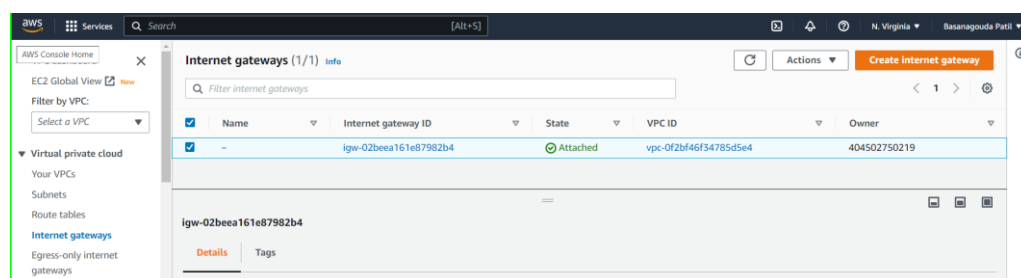 aws Services Search [Alt+S] N. Virginia ▼ Basanagouda Patil ▼
AWS Console Home
EC2 Global View New
Filter by VPC:
Select a VPC ▼
▼ Virtual private cloud
Your VPCs
Subnets
Route tables
Internet gateways
Egress-only internet
gateways
Internet gateways (1/1) Info
Actions ▼ Create internet gateway
Filter internet gateways
< 1 >
Name Internet gateway ID State VPC ID Owner
– igw-02beea161e87982b4 Attached vpc-0f2bf46f34785d5e4 404502750219
igw-02beea161e87982b4
Details Tags